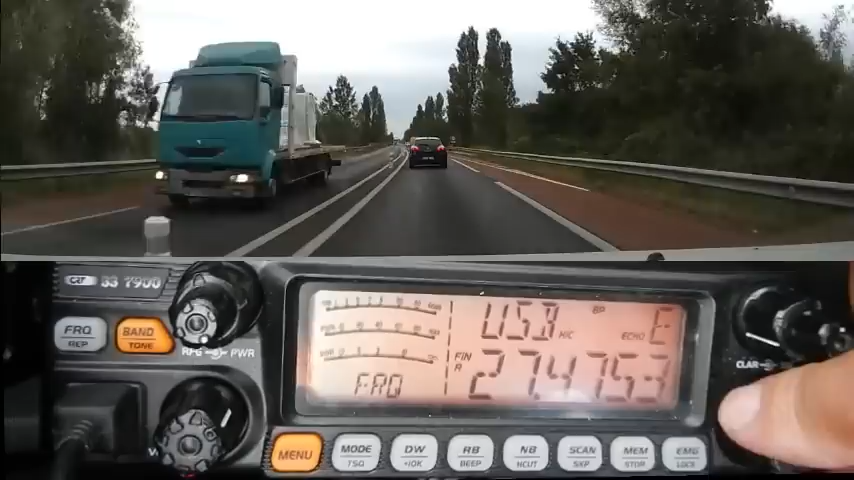 CRT SS 7900
FRQ
REP
BAND
TONE
RFG PWR
USB
MIC
BP
ECHO
E
FIN
R
27.4753
FRQ
CLAR
MENU
MODE
TSQ
DW
+10K
RB
BEEP
NB
HCUT
SCAN
SKP
MEM
STOR
EMG
LOCK